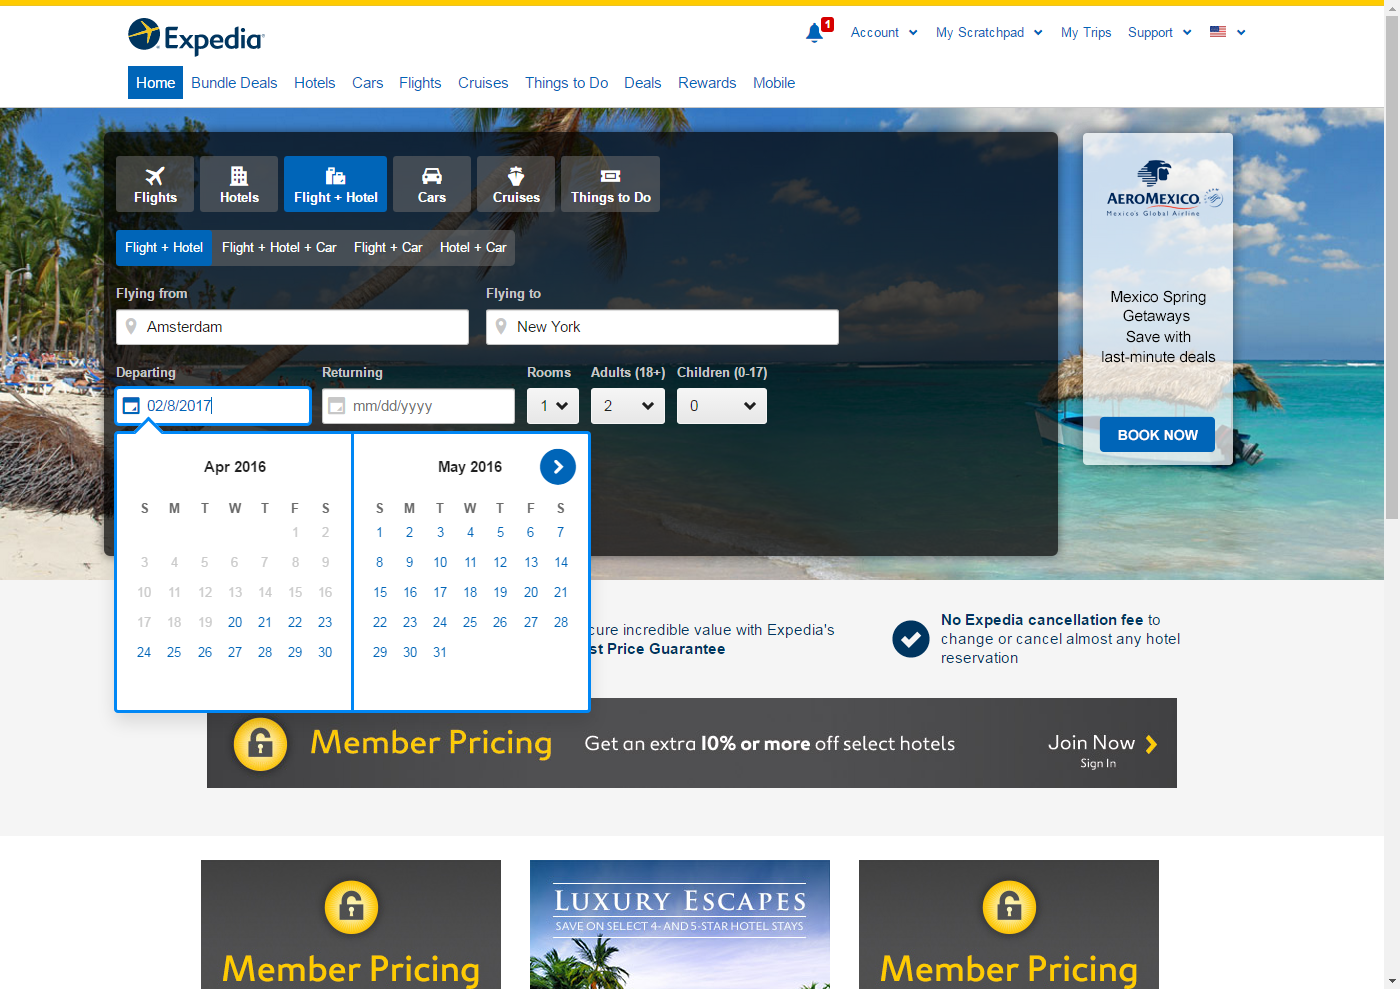 Expedia
1
Account
My Scratchpad
My Trips
Support
Home
Bundle Deals
Hotels
Cars
Flights
Cruises
Things to Do
Deals
Rewards
Mobile
Flights
Hotels
Flight + Hotel
Cars
Cruises
Things to Do
Flight + Hotel
Flight + Hotel + Car
Flight + Car
Hotel + Car
Flying from
Flying to
Amsterdam
New York
Departing
Returning
Rooms
Adults (18+)
Children (0-17)
02/8/2017
mm/dd/yyyy
1
2
0
Apr 2016
S M T W T F S
1 2
3 4 5 6 7 8 9
10 11 12 13 14 15 16
17 18 19 20 21 22 23
24 25 26 27 28 29 30
May 2016
S M T W T F S
1 2 3 4 5 6 7
8 9 10 11 12 13 14
15 16 17 18 19 20 21
22 23 24 25 26 27 28
29 30 31
AEROMEXICO
Mexico's Global Airline
Mexico Spring
Getaways
Save with
last-minute deals
BOOK NOW
cure incredible value with Expedia's
st Price Guarantee
No Expedia cancellation fee to
change or cancel almost any hotel
reservation
Member Pricing
Get an extra 10% or more off select hotels
Join Now
Sign In
Member Pricing
LUXURY ESCAPES
SAVE ON SELECT 4- AND 5-STAR HOTEL STAYS
Member Pricing